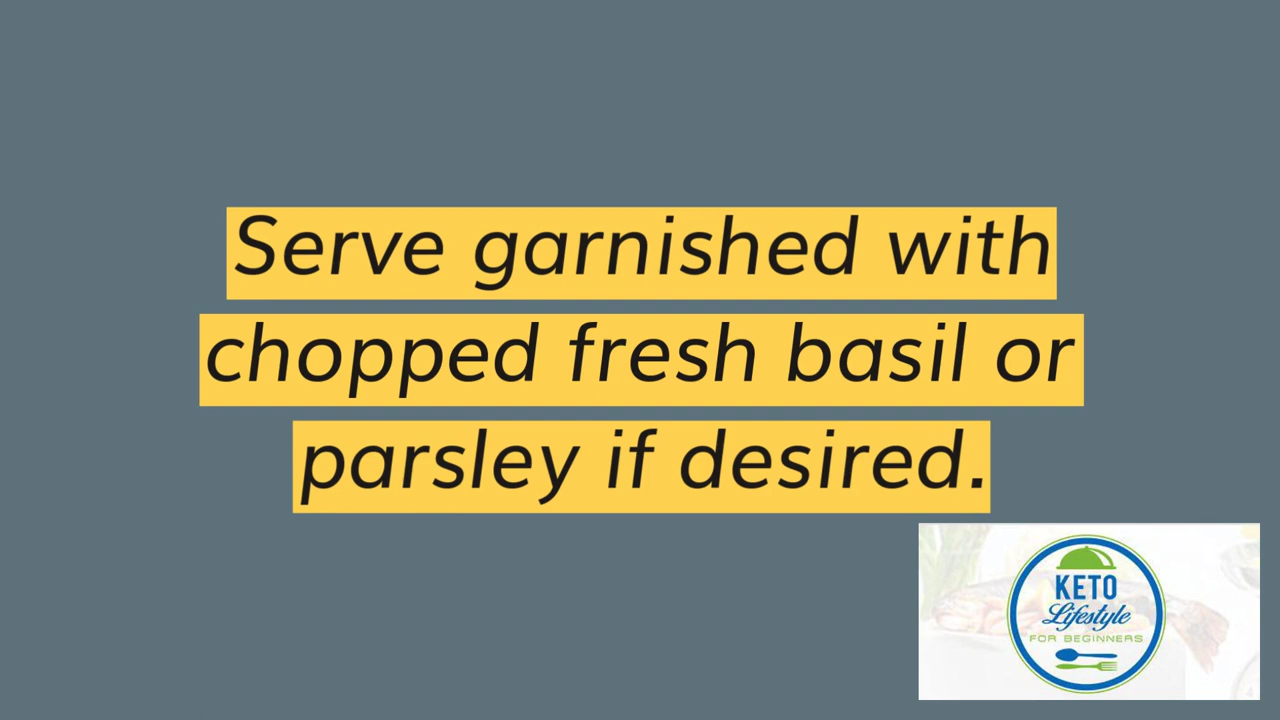 Serve garnished with
chopped fresh basil or
parsley if desired.
KETO
Lifestyle
FOR BEGINNERS